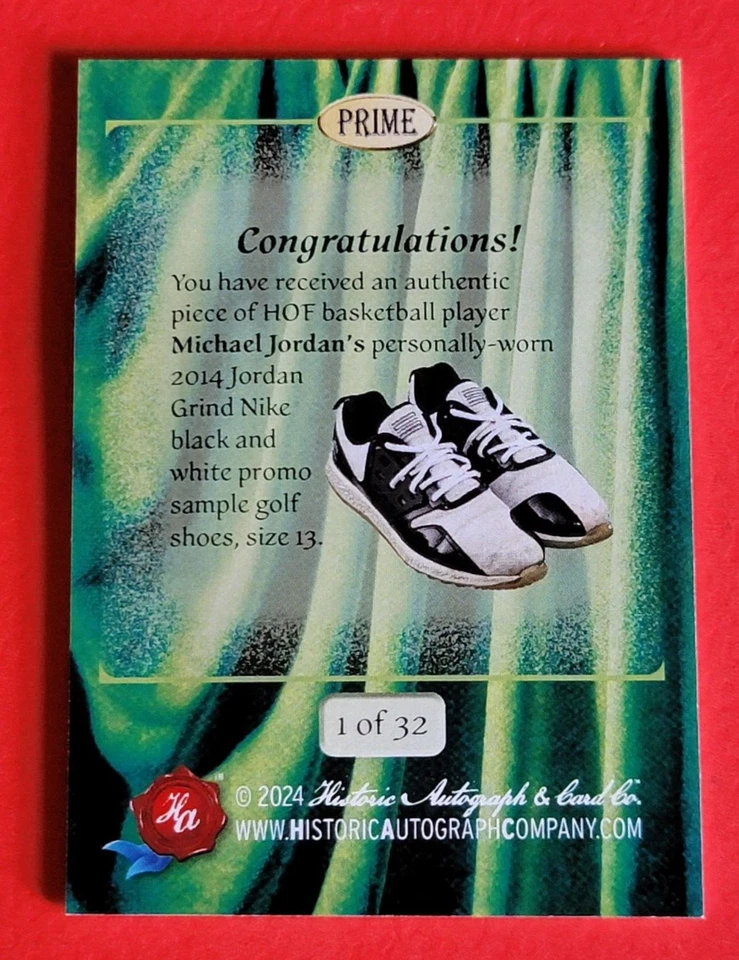 PRIME
Congratulations!
You have received an authentic
piece of HOF basketball player
Michael Jordan's personally-worn
2014 Jordan
Grind Nike
black and
white promo
sample golf
shoes, size 13.
1 of 32
Ha ™
© 2024 Historic Autograph & Card Co.
WWW.HISTORICAUTOGRAPHCOMPANY.COM